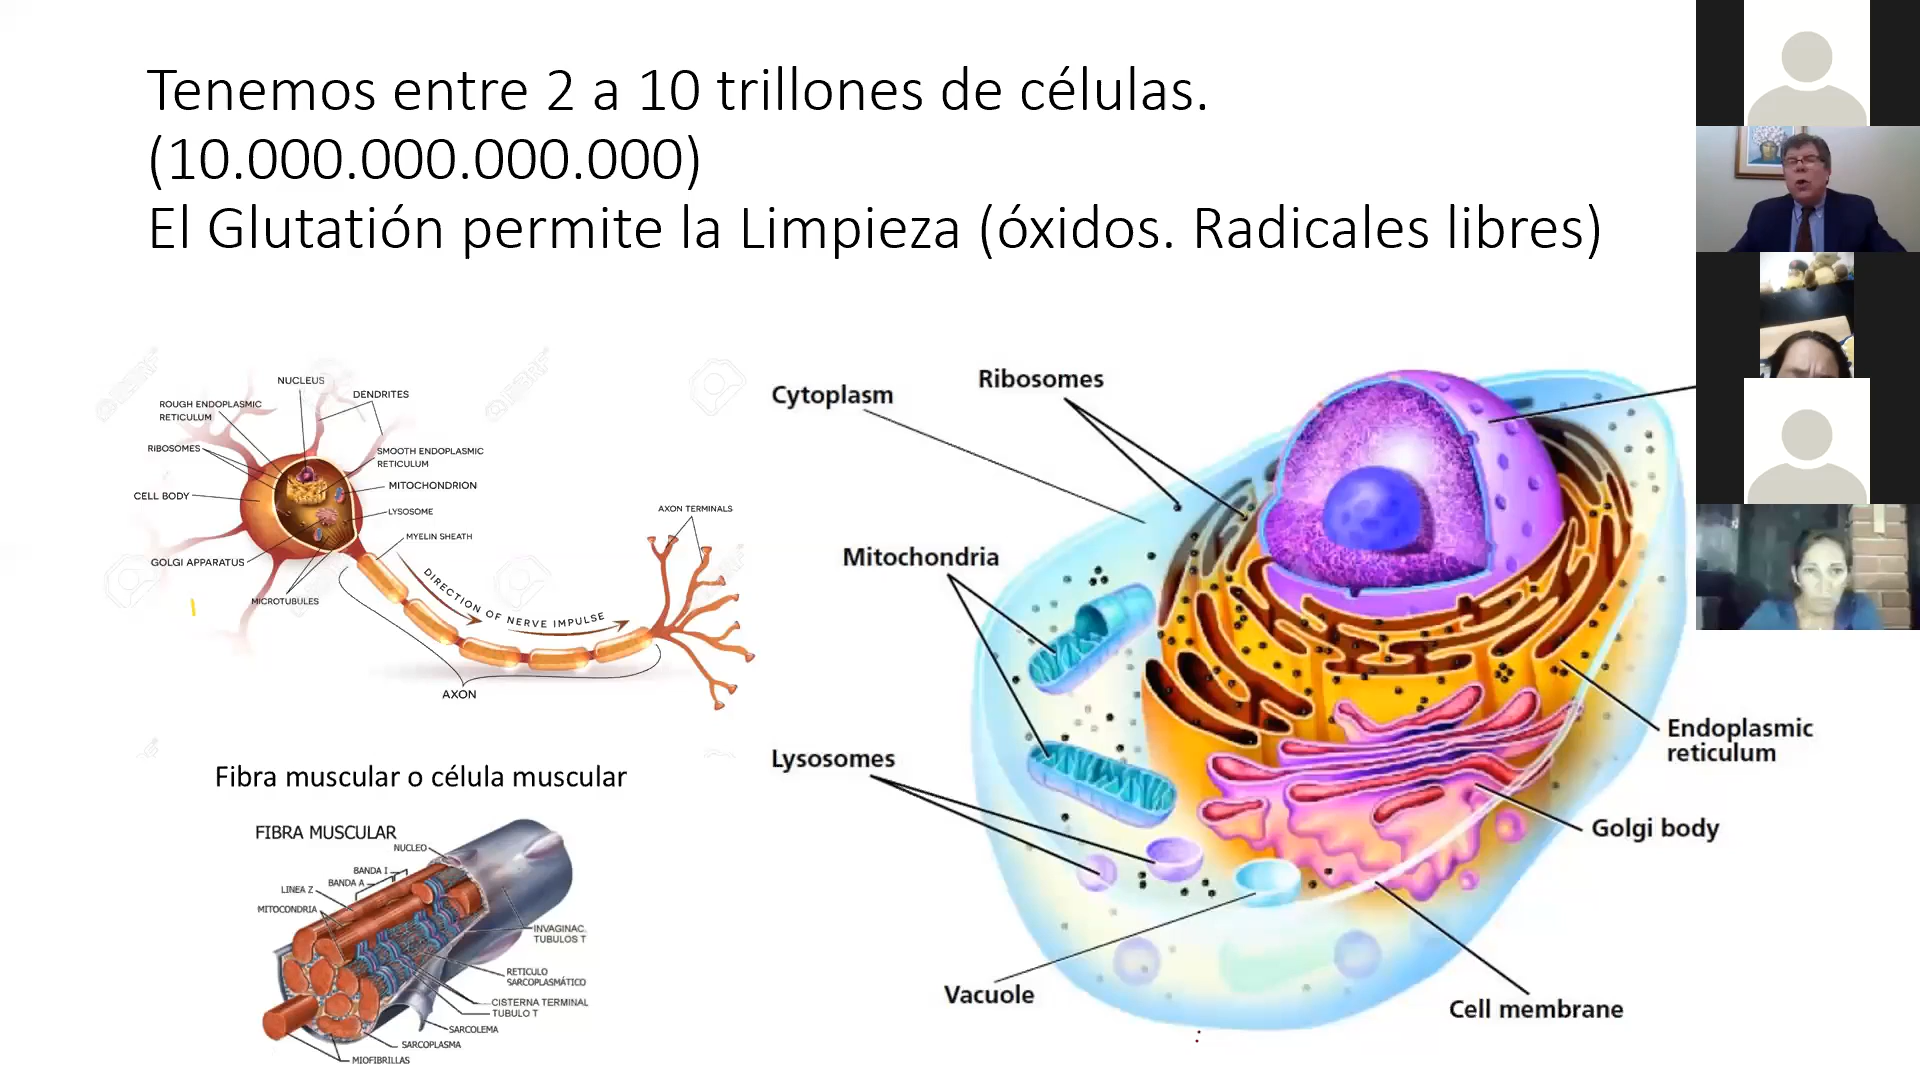 Tenemos entre 2 a 10 trillones de células.
(10.000.000.000.000)
El Glutatión permite la Limpieza (óxidos. Radicales libres)
NUCLEUS
DENDRITES
ROUGH ENDOPLASMIC
RETICULUM
RIBOSOMES
SMOOTH ENDOPLASMIC
RETICULUM
MITOCHONDRION
CELL BODY
LYSOSOME
MYELIN SHEATH
GOLGI APPARATUS
MICROTUBULES
AXON TERMINALS
DIRECTION OF NERVE IMPULSE
AXON
Fibra muscular o célula muscular
FIBRA MUSCULAR
NUCLEO
BANDA I
BANDA A
LINEA Z
MITOCONDRIA
INVAGINAC.
TUBULOS T
RETICULO
SARCOPLASMÁTICO
CISTERNA TERMINAL
TUBULO T
SARCOLEMA
SARCOPLASMA
MIOFIBRILLAS
Cytoplasm
Ribosomes
Mitochondria
Lysosomes
Endoplasmic
reticulum
Golgi body
Vacuole
Cell membrane